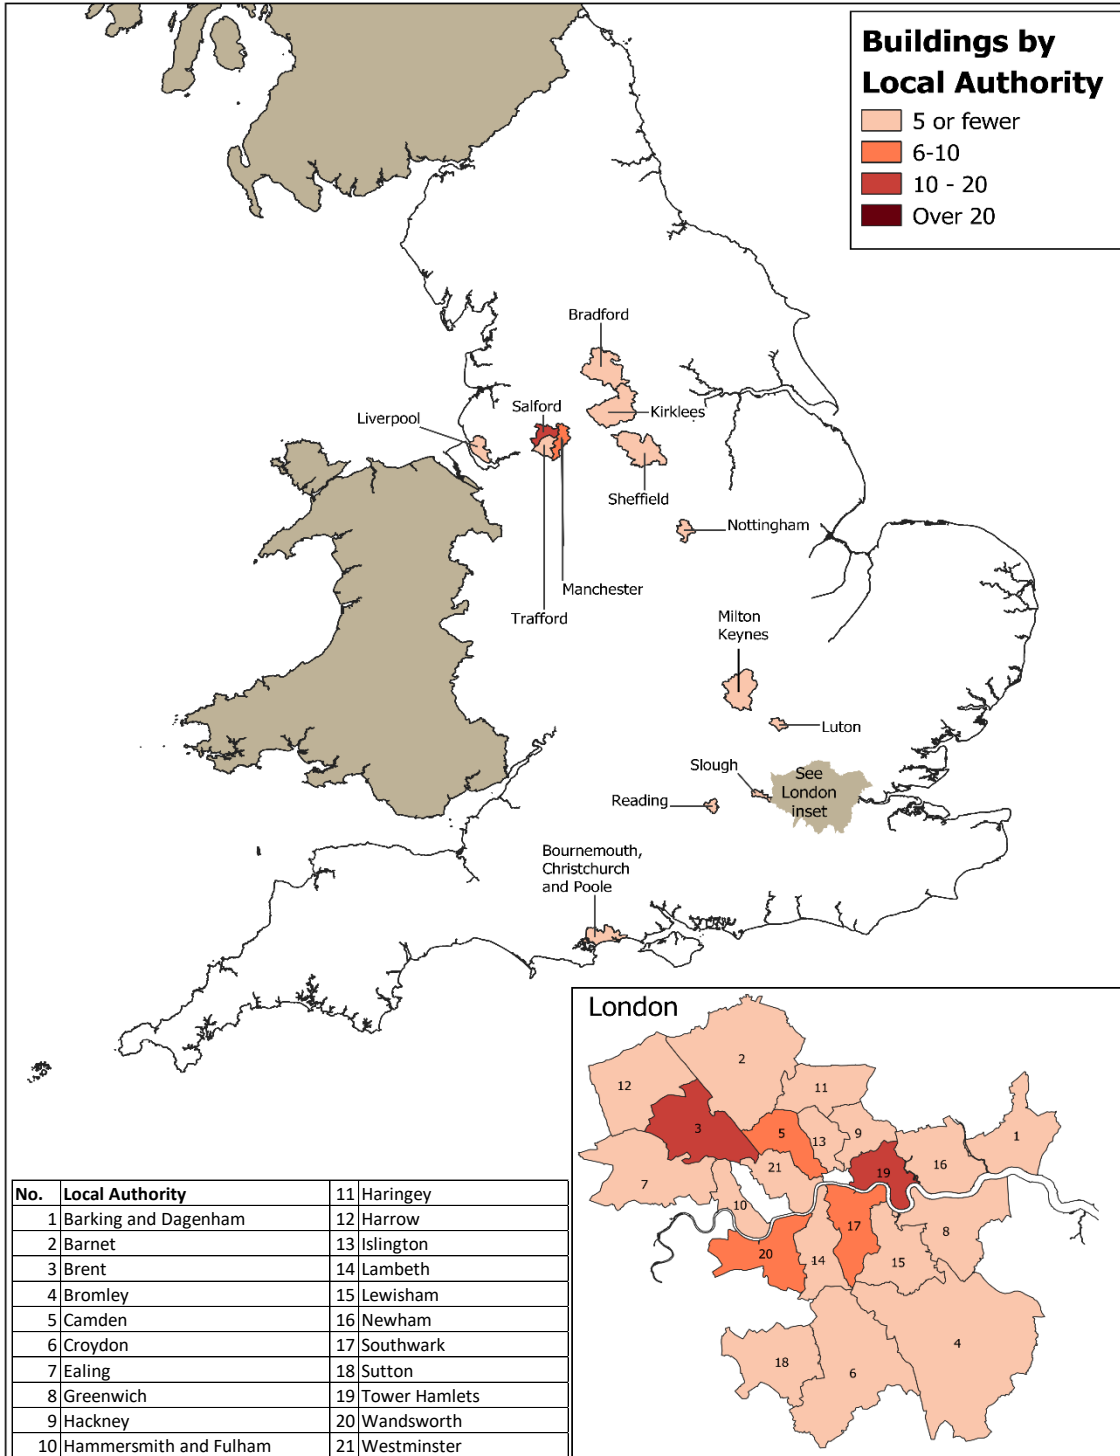 Buildings by
Local Authority
5 or fewer
6-10
10 - 20
Over 20
Bradford
Salford
Kirklees
Liverpool
Sheffield
Nottingham
Manchester
Trafford
Milton
Keynes
Luton
Slough
See
London
inset
Reading
Bournemouth,
Christchurch
and Poole
London
2
12
11
3
5
13
9
1
16
21
19
7
10
17
8
20
14
15
4
18
6
No. Local Authority 11 Haringey
1 Barking and Dagenham 12 Harrow
2 Barnet 13 Islington
3 Brent 14 Lambeth
4 Bromley 15 Lewisham
5 Camden 16 Newham
6 Croydon 17 Southwark
7 Ealing 18 Sutton
8 Greenwich 19 Tower Hamlets
9 Hackney 20 Wandsworth
10 Hammersmith and Fulham 21 Westminster